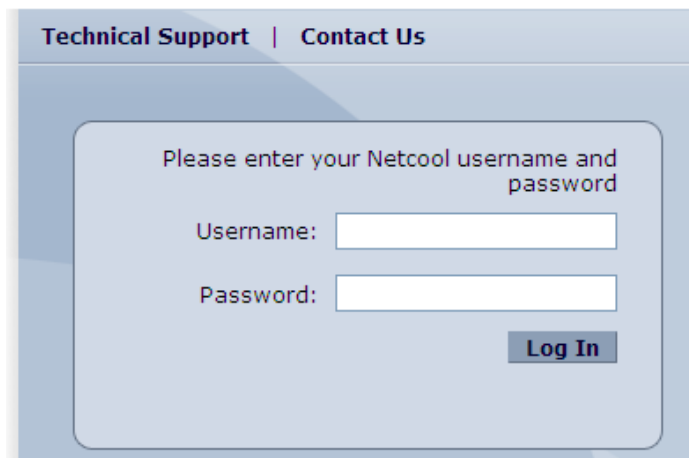 Technical Support | Contact Us
Please enter your Netcool username and
password
Username:
Password:
Log In